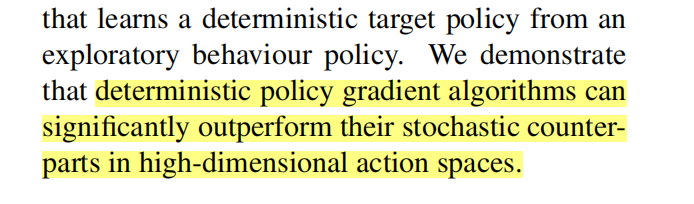 that learns a deterministic target policy from an
exploratory behaviour policy. We demonstrate
that deterministic policy gradient algorithms can
significantly outperform their stochastic counter-
parts in high-dimensional action spaces.